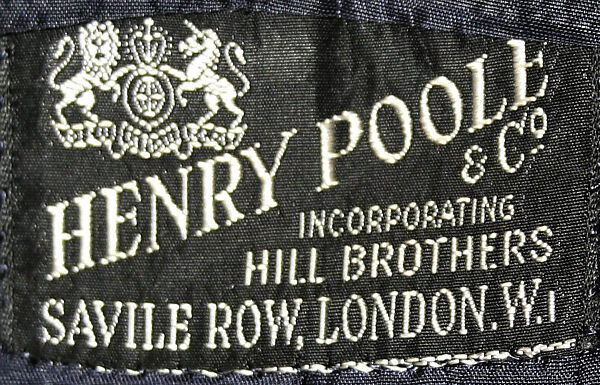 HENRY POOLE
& Cº
INCORPORATING
HILL BROTHERS
SAVILE ROW, LONDON. W.1